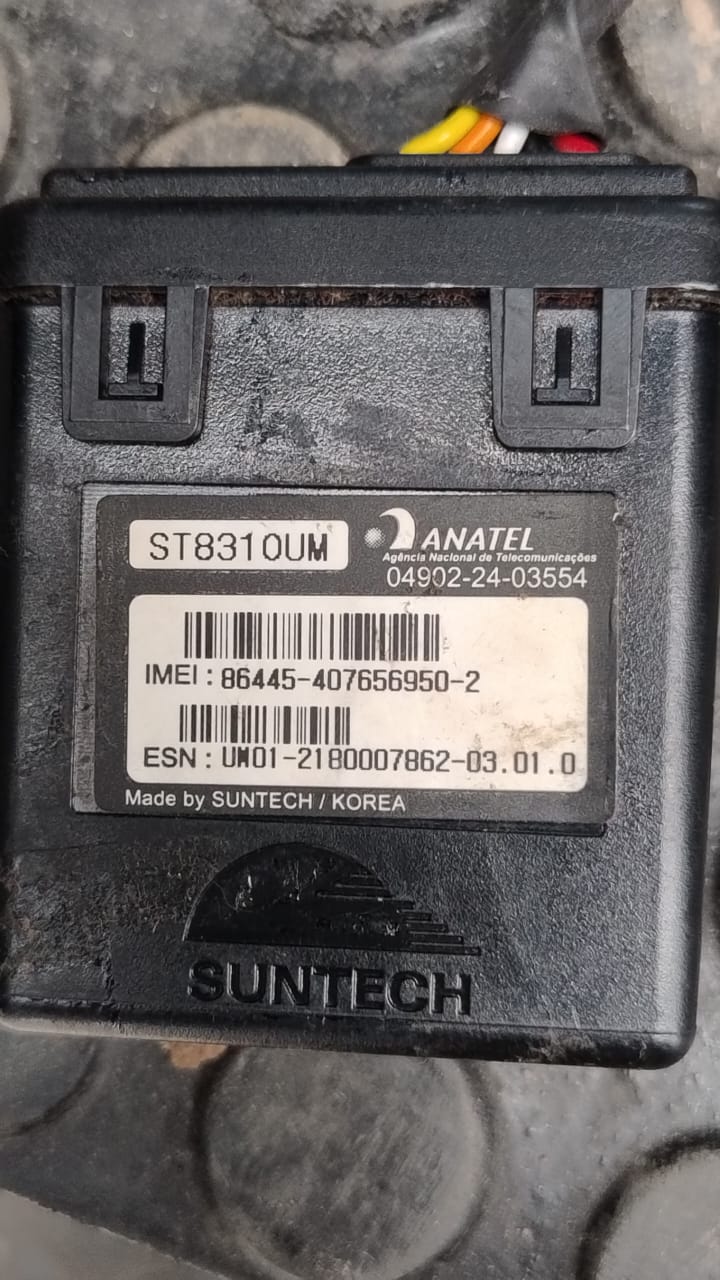 ST8310UM
ANATEL
Agência Nacional de Telecomunicações
04902-24-03554
IMEI : 86445-407656950-2
ESN : UM01-2180007862-03.01.0
Made by SUNTECH / KOREA
SUNTECH